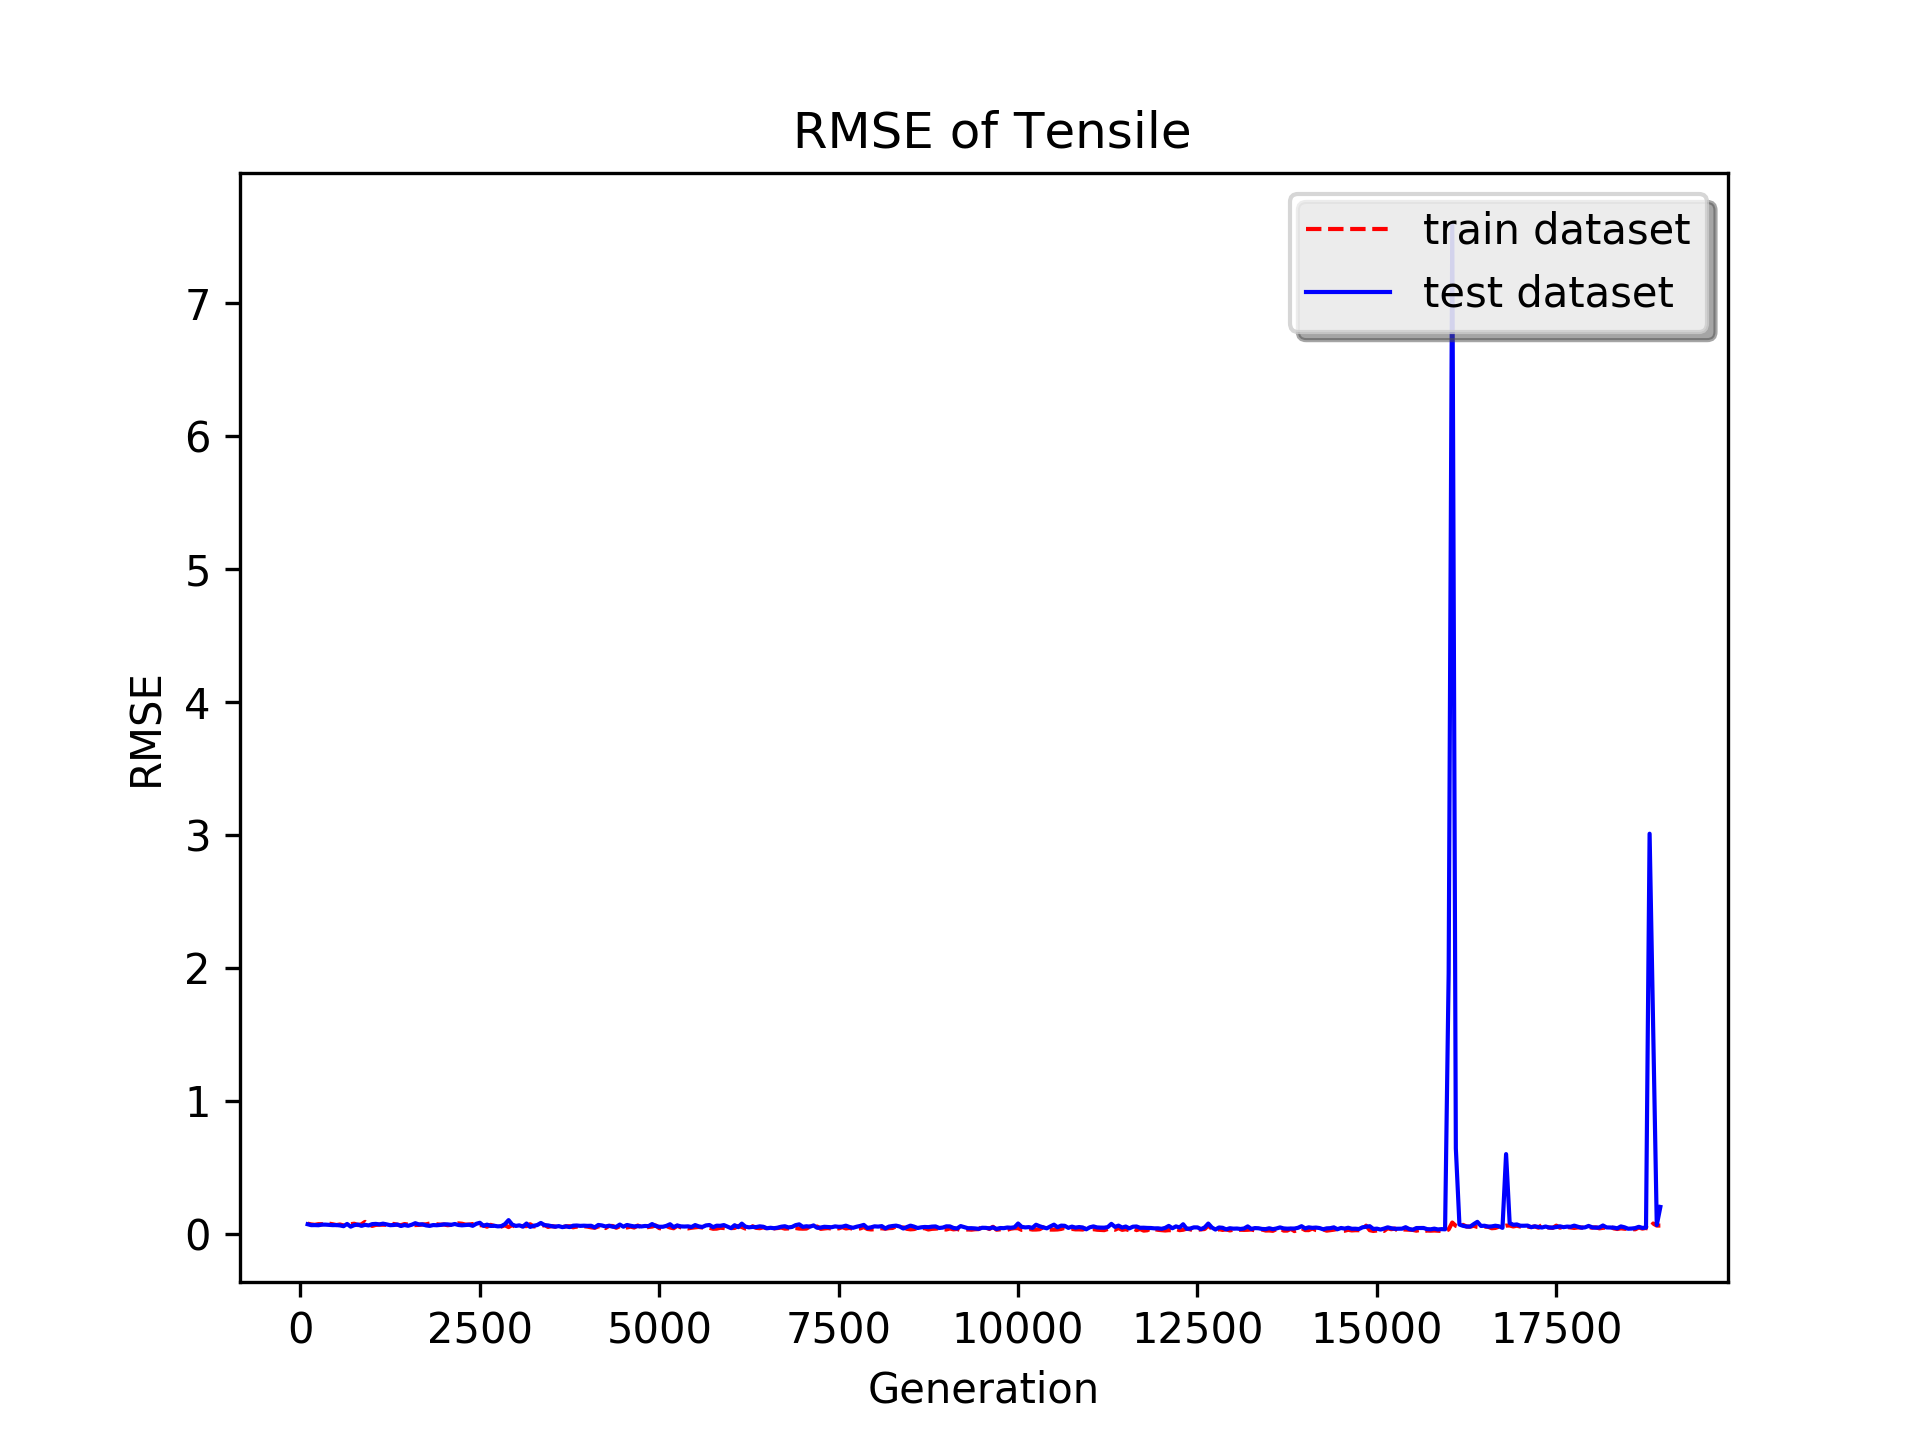 RMSE of Tensile
train dataset
test dataset
7
6
5
4
3
2
1
0
RMSE
0 2500 5000 7500 10000 12500 15000 17500
Generation